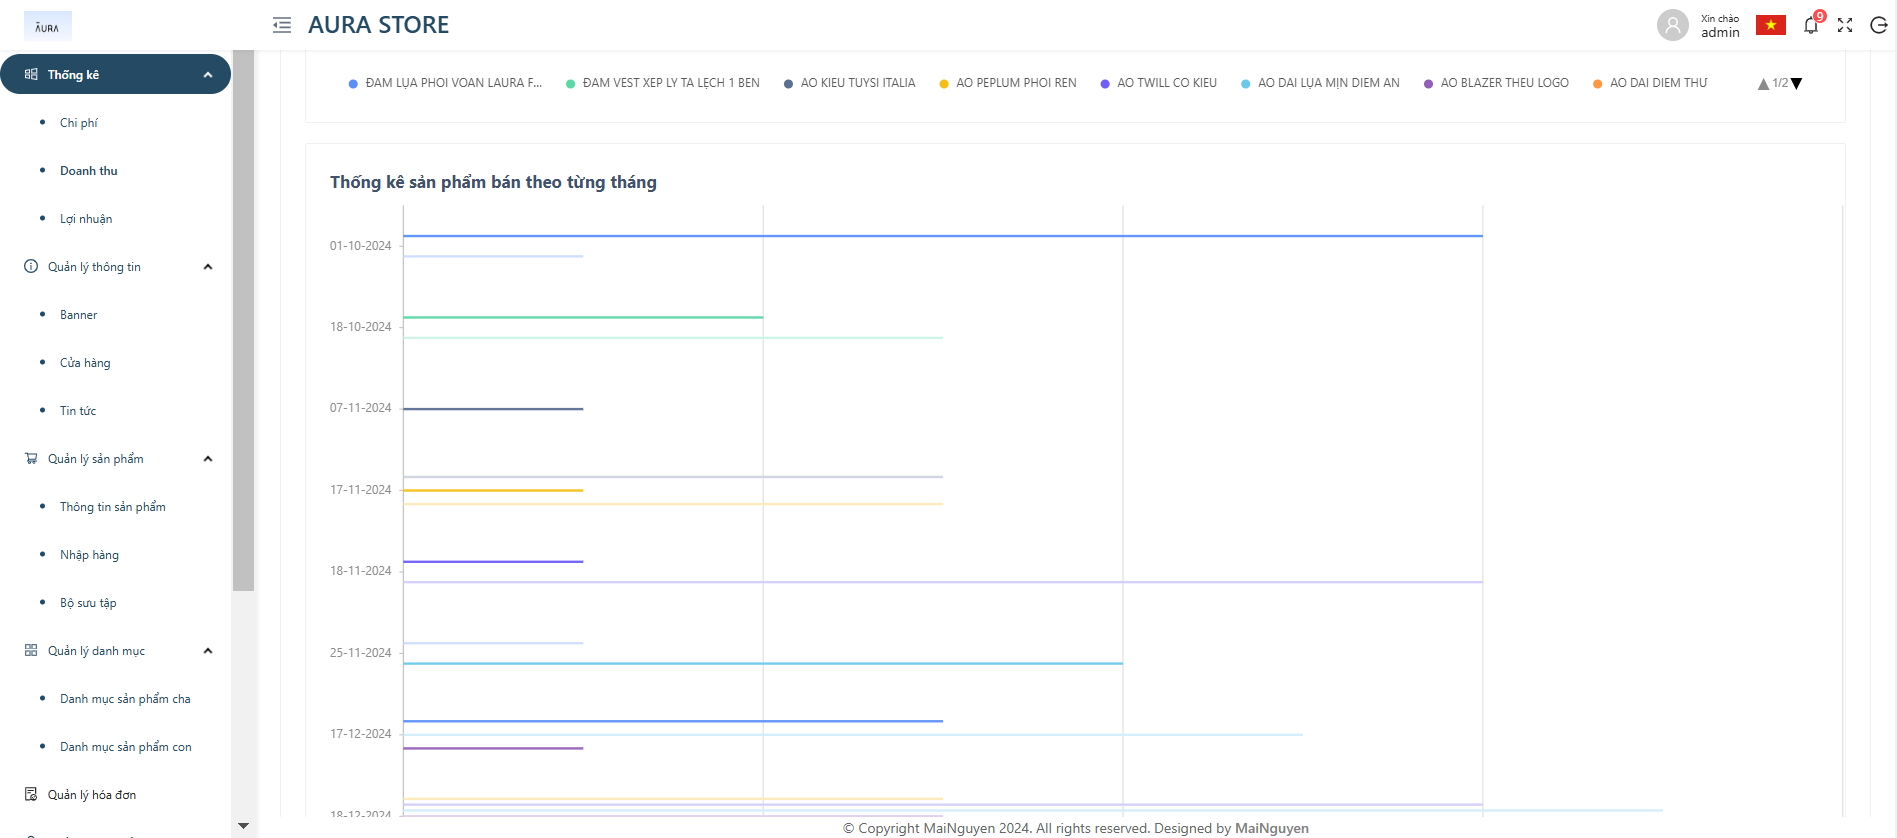 ĀURA
AURA STORE
Xin chào
admin
9
Thống kê
Chi phí
Doanh thu
Lợi nhuận
Quản lý thông tin
Banner
Cửa hàng
Tin tức
Quản lý sản phẩm
Thông tin sản phẩm
Nhập hàng
Bộ sưu tập
Quản lý danh mục
Danh mục sản phẩm cha
Danh mục sản phẩm con
Quản lý hóa đơn
ĐAM LỤA PHOI VOAN LAURA F...
ĐAM VEST XEP LY TA LỆCH 1 BEN
AO KIEU TUYSI ITALIA
AO PEPLUM PHOI REN
AO TWILL CO KIEU
AO DAI LỤA MỊN DIEM AN
AO BLAZER THEU LOGO
AO DAI DIEM THƯ
1/2
Thống kê sản phẩm bán theo từng tháng
01-10-2024
18-10-2024
07-11-2024
17-11-2024
18-11-2024
25-11-2024
17-12-2024
18-12-2024
© Copyright MaiNguyen 2024. All rights reserved. Designed by MaiNguyen